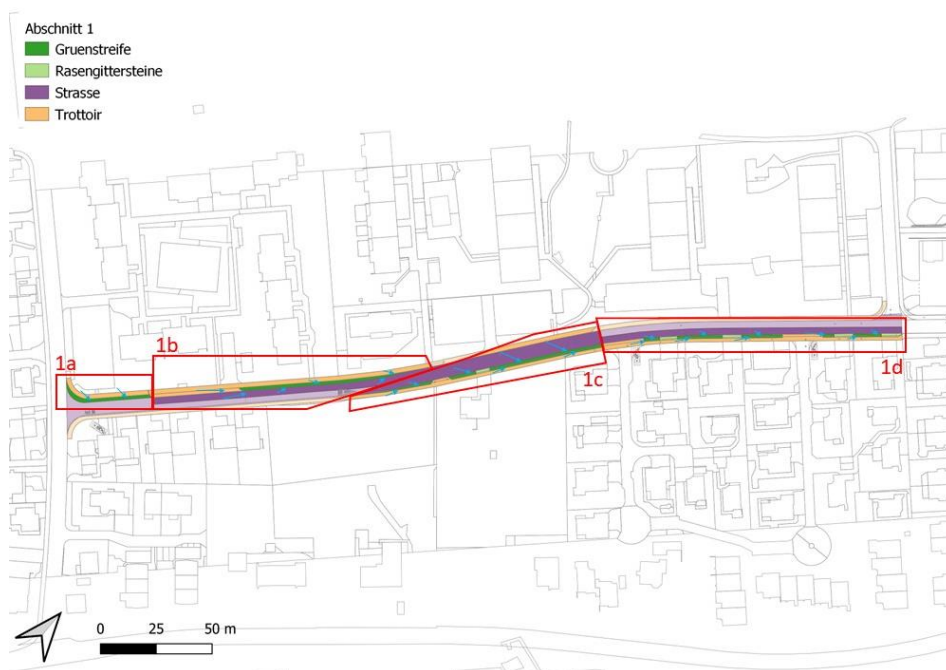 Abschnitt 1
Gruenstreife
Rasengittersteine
Strasse
Trottoir
1a
1b
1c
1d
0 25 50 m